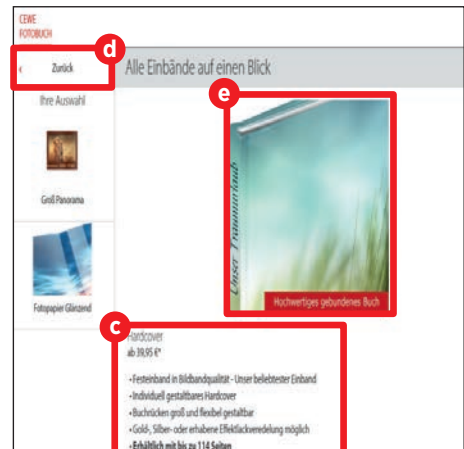 CEWE
FOTOBUCH
d
‹ Zurück
Alle Einbände auf einen Blick
Ihre Auswahl
e
Groß Panorama
Unser Traumurlaub
Hochwertiges gebundenes Buch
Fotopapier Glänzend
c
Hardcover
ab 39,95 €*
• Festeinband in Bildbandqualität - Unser beliebtester Einband
• Individuell gestaltbares Hardcover
• Buchrücken groß und flexibel gestaltbar
• Gold-, Silber- oder erhabene Effektlackveredelung möglich
• Erhältlich mit bis zu 114 Seiten